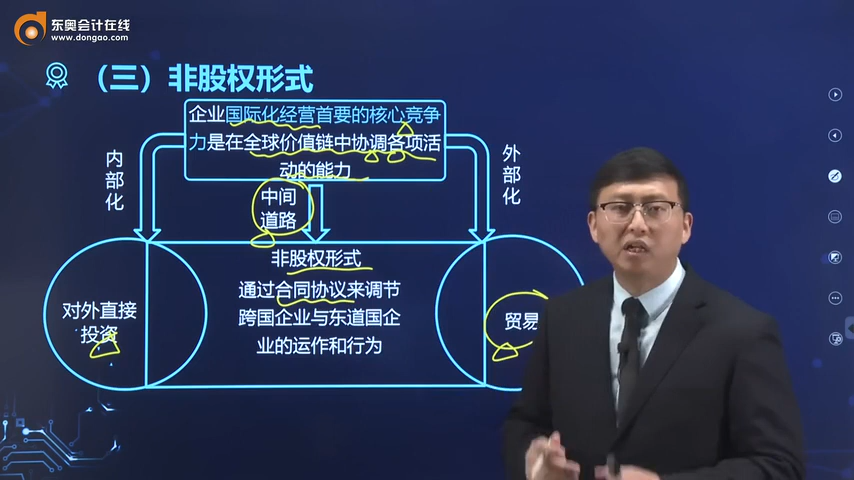 东奥会计在线
www.dongao.com
（三）非股权形式
企业国际化经营首要的核心竞争
力是在全球价值链中协调各项活
动的能力
内部化
外部化
中间
道路
非股权形式
通过合同协议来调节
跨国企业与东道国企
业的运作和行为
对外直接
投资
贸易